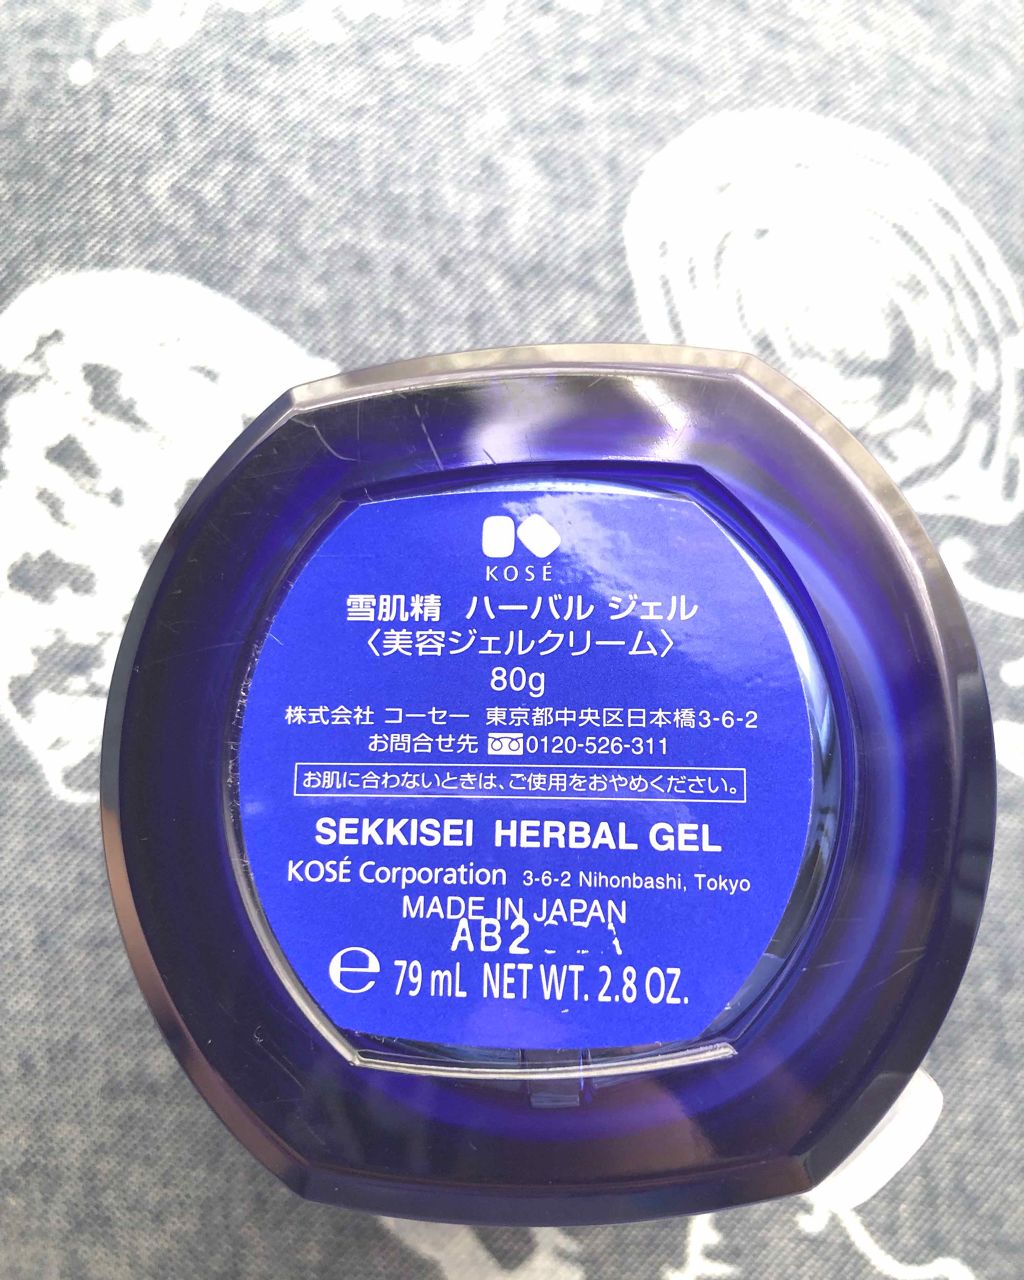 KOSÉ
雪肌精 ハーバル ジェル
〈美容ジェルクリーム〉
80g
株式会社 コーセー 東京都中央区日本橋3-6-2
お問合せ先 0120-526-311
お肌に合わないときは、ご使用をおやめください。
SEKKISEI HERBAL GEL
KOSÉ Corporation 3-6-2 Nihonbashi, Tokyo
MADE IN JAPAN
℮ 79 mL NET WT. 2.8 OZ.